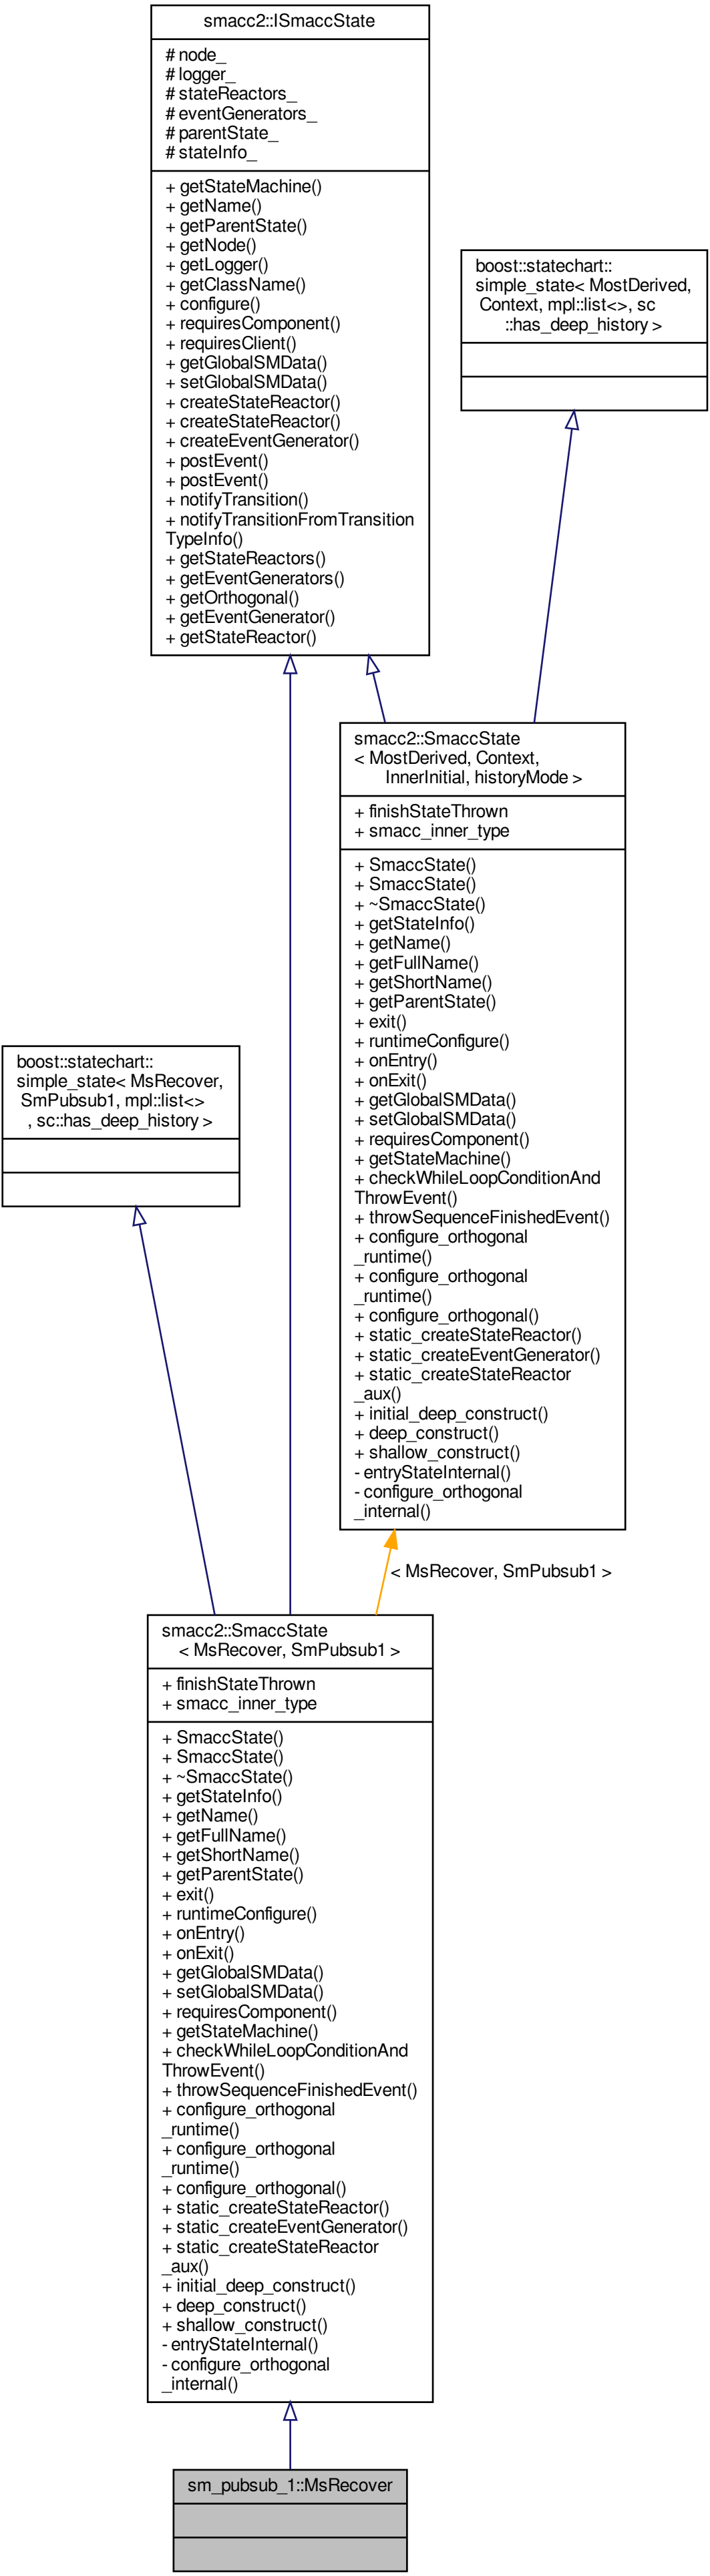 smacc2::ISmaccState
# node_
# logger_
# stateReactors_
# eventGenerators_
# parentState_
# stateInfo_
+ getStateMachine()
+ getName()
+ getParentState()
+ getNode()
+ getLogger()
+ getClassName()
+ configure()
+ requiresComponent()
+ requiresClient()
+ getGlobalSMData()
+ setGlobalSMData()
+ createStateReactor()
+ createStateReactor()
+ createEventGenerator()
+ postEvent()
+ postEvent()
+ notifyTransition()
+ notifyTransitionFromTransition
TypeInfo()
+ getStateReactors()
+ getEventGenerators()
+ getOrthogonal()
+ getEventGenerator()
+ getStateReactor()
boost::statechart::
simple_state< MostDerived,
Context, mpl::list<>, sc
::has_deep_history >
smacc2::SmaccState
< MostDerived, Context,
InnerInitial, historyMode >
+ finishStateThrown
+ smacc_inner_type
+ SmaccState()
+ SmaccState()
+ ~SmaccState()
+ getStateInfo()
+ getName()
+ getFullName()
+ getShortName()
+ getParentState()
+ exit()
+ runtimeConfigure()
+ onEntry()
+ onExit()
+ getGlobalSMData()
+ setGlobalSMData()
+ requiresComponent()
+ getStateMachine()
+ checkWhileLoopConditionAnd
ThrowEvent()
+ throwSequenceFinishedEvent()
+ configure_orthogonal
_runtime()
+ configure_orthogonal
_runtime()
+ configure_orthogonal()
+ static_createStateReactor()
+ static_createEventGenerator()
+ static_createStateReactor
_aux()
+ initial_deep_construct()
+ deep_construct()
+ shallow_construct()
- entryStateInternal()
- configure_orthogonal
_internal()
boost::statechart::
simple_state< MsRecover,
SmPubsub1, mpl::list<>
, sc::has_deep_history >
< MsRecover, SmPubsub1 >
smacc2::SmaccState
< MsRecover, SmPubsub1 >
+ finishStateThrown
+ smacc_inner_type
+ SmaccState()
+ SmaccState()
+ ~SmaccState()
+ getStateInfo()
+ getName()
+ getFullName()
+ getShortName()
+ getParentState()
+ exit()
+ runtimeConfigure()
+ onEntry()
+ onExit()
+ getGlobalSMData()
+ setGlobalSMData()
+ requiresComponent()
+ getStateMachine()
+ checkWhileLoopConditionAnd
ThrowEvent()
+ throwSequenceFinishedEvent()
+ configure_orthogonal
_runtime()
+ configure_orthogonal
_runtime()
+ configure_orthogonal()
+ static_createStateReactor()
+ static_createEventGenerator()
+ static_createStateReactor
_aux()
+ initial_deep_construct()
+ deep_construct()
+ shallow_construct()
- entryStateInternal()
- configure_orthogonal
_internal()
sm_pubsub_1::MsRecover